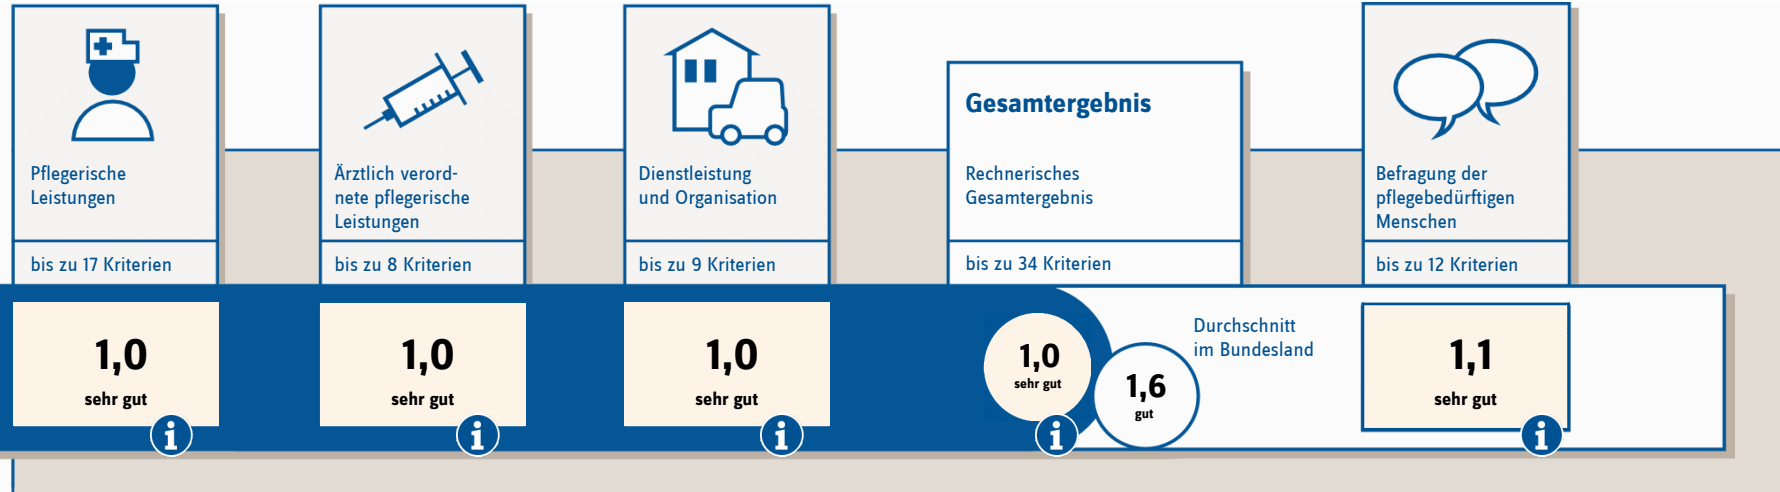 Pflegerische
Leistungen
bis zu 17 Kriterien
1,0
sehr gut
i
Ärztlich verord-
nete pflegerische
Leistungen
bis zu 8 Kriterien
1,0
sehr gut
i
Dienstleistung
und Organisation
bis zu 9 Kriterien
1,0
sehr gut
i
Gesamtergebnis
Rechnerisches
Gesamtergebnis
bis zu 34 Kriterien
1,0
sehr gut
i
1,6
gut
Durchschnitt
im Bundesland
Befragung der
pflegebedürftigen
Menschen
bis zu 12 Kriterien
1,1
sehr gut
i